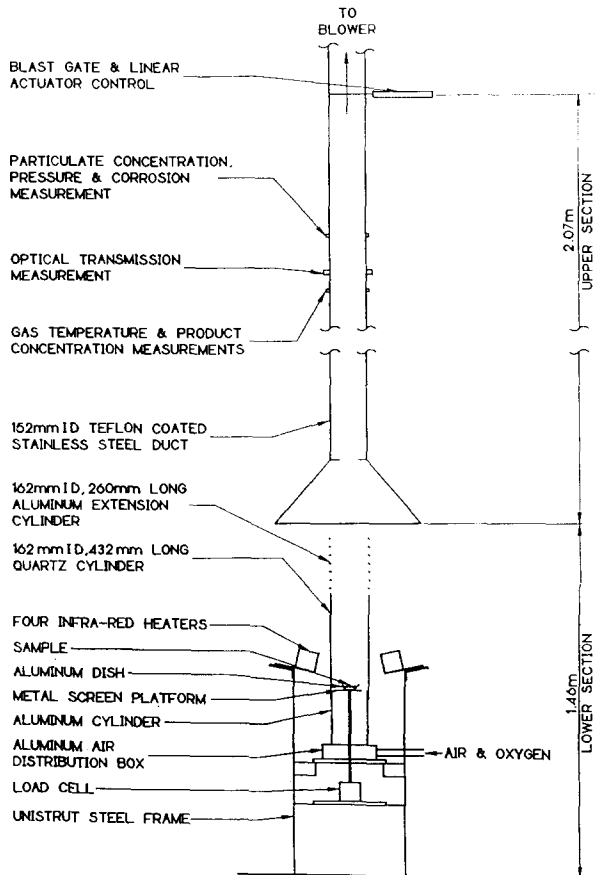 TO
BLOWER
BLAST GATE & LINEAR
ACTUATOR CONTROL
PARTICULATE CONCENTRATION,
PRESSURE & CORROSION
MEASUREMENT
OPTICAL TRANSMISSION
MEASUREMENT
GAS TEMPERATURE & PRODUCT
CONCENTRATION MEASUREMENTS
152mm ID TEFLON COATED
STAINLESS STEEL DUCT
162mm ID, 260mm LONG
ALUMINUM EXTENSION
CYLINDER
162 mm ID, 432 mm LONG
QUARTZ CYLINDER
FOUR INFRA-RED HEATERS
SAMPLE
ALUMINUM DISH
METAL SCREEN PLATFORM
ALUMINUM CYLINDER
ALUMINUM AIR
DISTRIBUTION BOX
LOAD CELL
UNISTRUT STEEL FRAME
AIR & OXYGEN
2.07m
UPPER SECTION
1.46m
LOWER SECTION